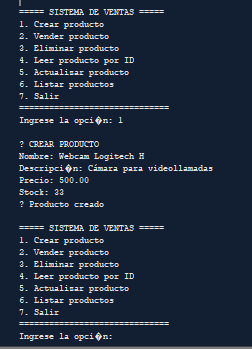 ===== SISTEMA DE VENTAS =====
1. Crear producto
2. Vender producto
3. Eliminar producto
4. Leer producto por ID
5. Actualisar producto
6. Listar productos
7. Salir
==============================
Ingrese la opci�n: 1
? CREAR PRODUCTO
Nombre: Webcam Logitech H
Descripci�n: Cámara para videollamadas
Precio: 500.00
Stock: 33
? Producto creado
===== SISTEMA DE VENTAS =====
1. Crear producto
2. Vender producto
3. Eliminar producto
4. Leer producto por ID
5. Actualisar producto
6. Listar productos
7. Salir
==============================
Ingrese la opci�n: